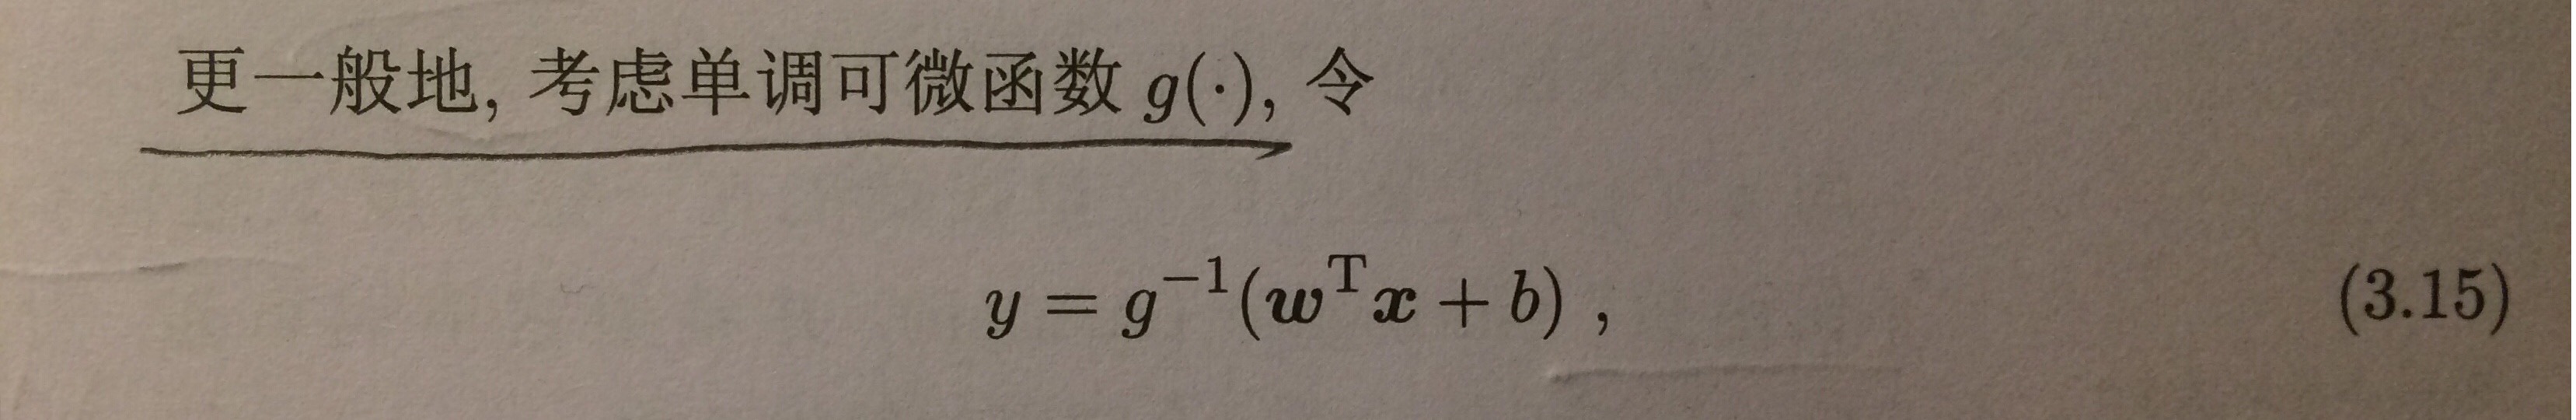 更一般地, 考虑单调可微函数 g(·), 令
y = g⁻¹(wᵀx + b) , (3.15)